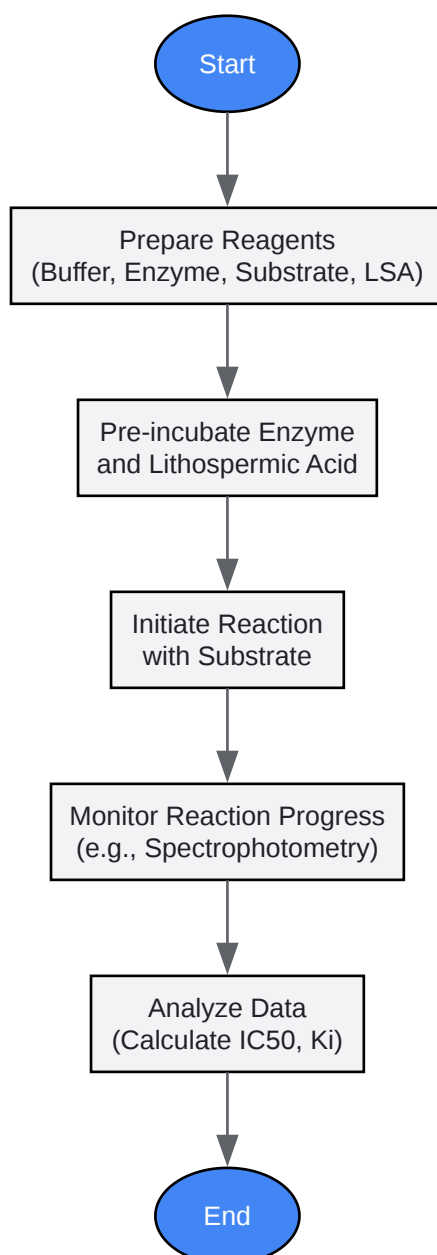 Start
Prepare Reagents
(Buffer, Enzyme, Substrate, LSA)
Pre-incubate Enzyme
and Lithospermic Acid
Initiate Reaction
with Substrate
Monitor Reaction Progress
(e.g., Spectrophotometry)
Analyze Data
(Calculate IC50, Ki)
End